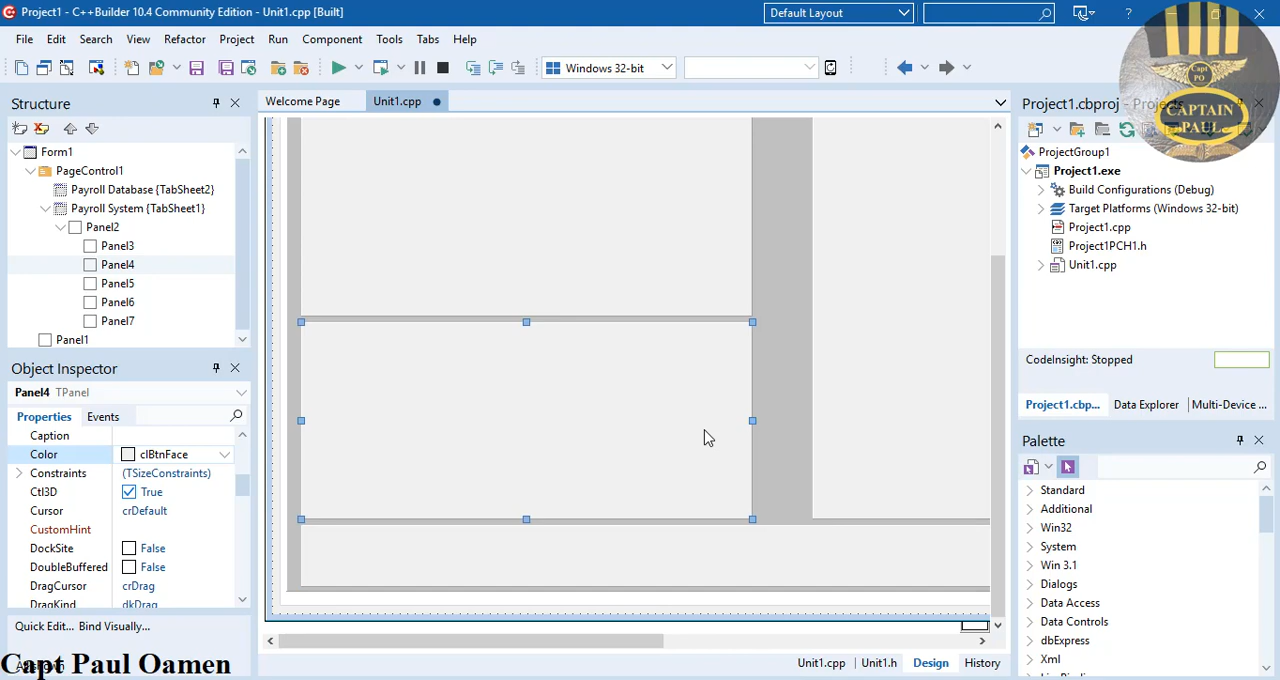 Project1 - C++Builder 10.4 Community Edition - Unit1.cpp [Built]
Default Layout
?
File Edit Search View Refactor Project Run Component Tools Tabs Help
Windows 32-bit
Structure
Form1
PageControl1
Payroll Database {TabSheet2}
Payroll System {TabSheet1}
Panel2
Panel3
Panel4
Panel5
Panel6
Panel7
Panel1
Object Inspector
Panel4 TPanel
Properties Events
Caption
Color clBtnFace
Constraints (TSizeConstraints)
Ctl3D True
Cursor crDefault
CustomHint
DockSite False
DoubleBuffered False
DragCursor crDrag
DragKind dkDrag
Quick Edit... Bind Visually...
Capt Paul Oamen
Welcome Page Unit1.cpp
Unit1.cpp Unit1.h Design History
Project1.cbproj - Projects
ProjectGroup1
Project1.exe
Build Configurations (Debug)
Target Platforms (Windows 32-bit)
Project1.cpp
Project1PCH1.h
Unit1.cpp
CodeInsight: Stopped
Project1.cbp... Data Explorer Multi-Device ...
Palette
Standard
Additional
Win32
System
Win 3.1
Dialogs
Data Access
Data Controls
dbExpress
Xml
Capt
PO
CAPTAIN
PAUL